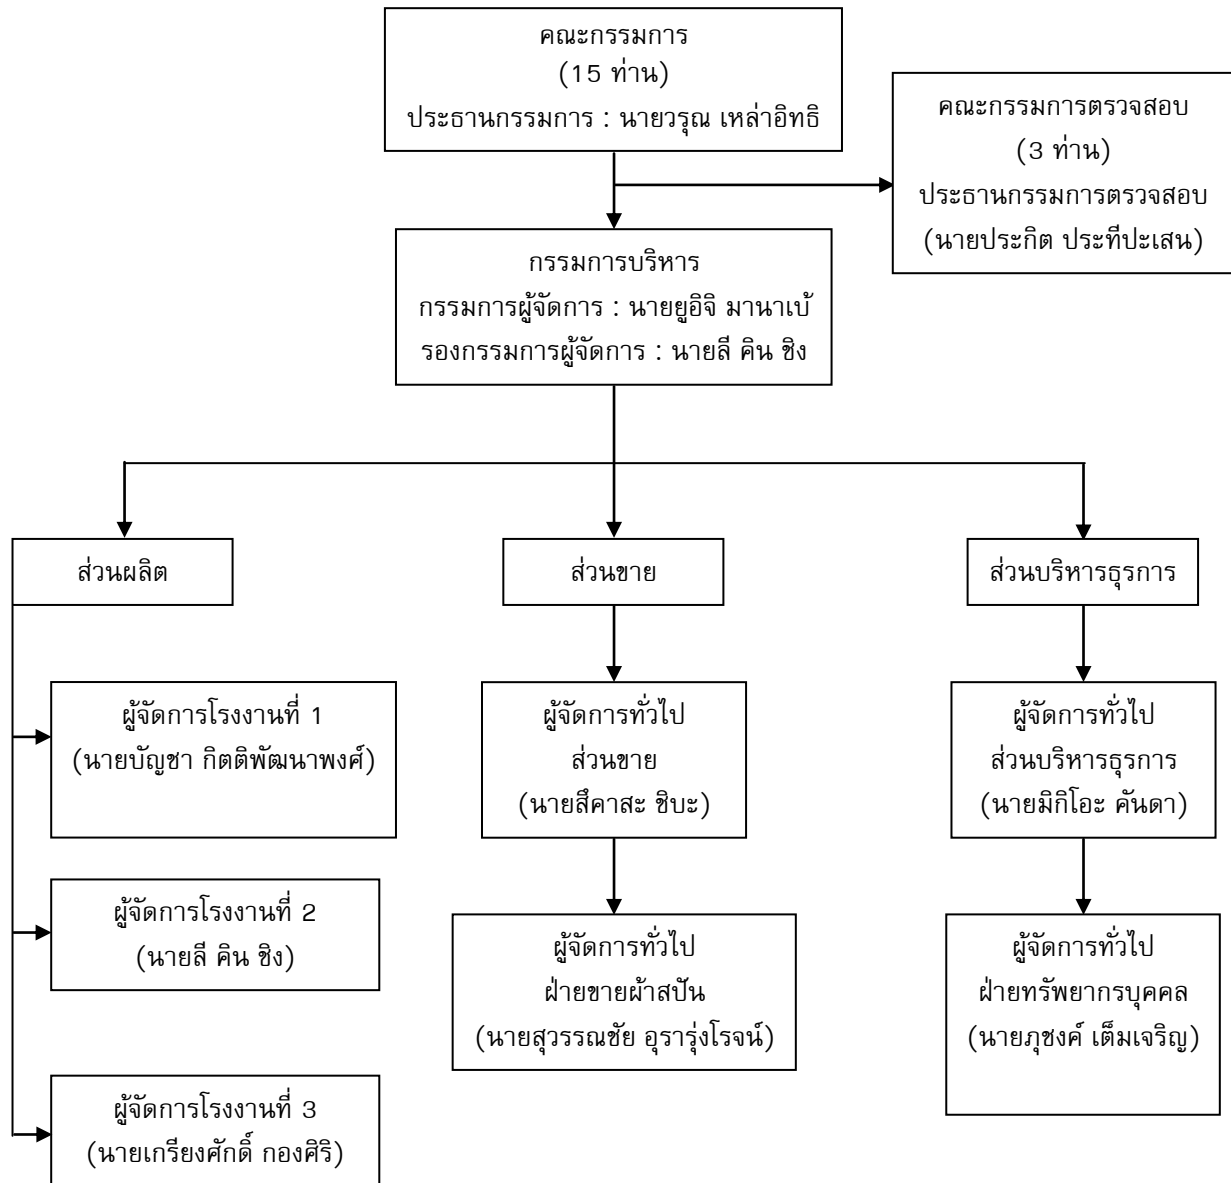 คณะกรรมการ
(15 ท่าน)
ประธานกรรมการ : นายวรุณ เหล่าอิทธิ
คณะกรรมการตรวจสอบ
(3 ท่าน)
ประธานกรรมการตรวจสอบ
(นายประกิต ประทีปะเสน)
กรรมการบริหาร
กรรมการผู้จัดการ : นายยูอิจิ มานาเบ้
รองกรรมการผู้จัดการ : นายลี คิน ชิง
ส่วนผลิต
ส่วนขาย
ส่วนบริหารธุรการ
ผู้จัดการโรงงานที่ 1
(นายบัญชา กิตติพัฒนาพงศ์)
ผู้จัดการทั่วไป
ส่วนขาย
(นายสึคาสะ ชิบะ)
ผู้จัดการทั่วไป
ส่วนบริหารธุรการ
(นายมิกิโอะ คันดา)
ผู้จัดการโรงงานที่ 2
(นายลี คิน ชิง)
ผู้จัดการทั่วไป
ฝ่ายขายผ้าสปัน
(นายสุวรรณชัย อุรารุ่งโรจน์)
ผู้จัดการทั่วไป
ฝ่ายทรัพยากรบุคคล
(นายภุชงค์ เต็มเจริญ)
ผู้จัดการโรงงานที่ 3
(นายเกรียงศักดิ์ กองศิริ)